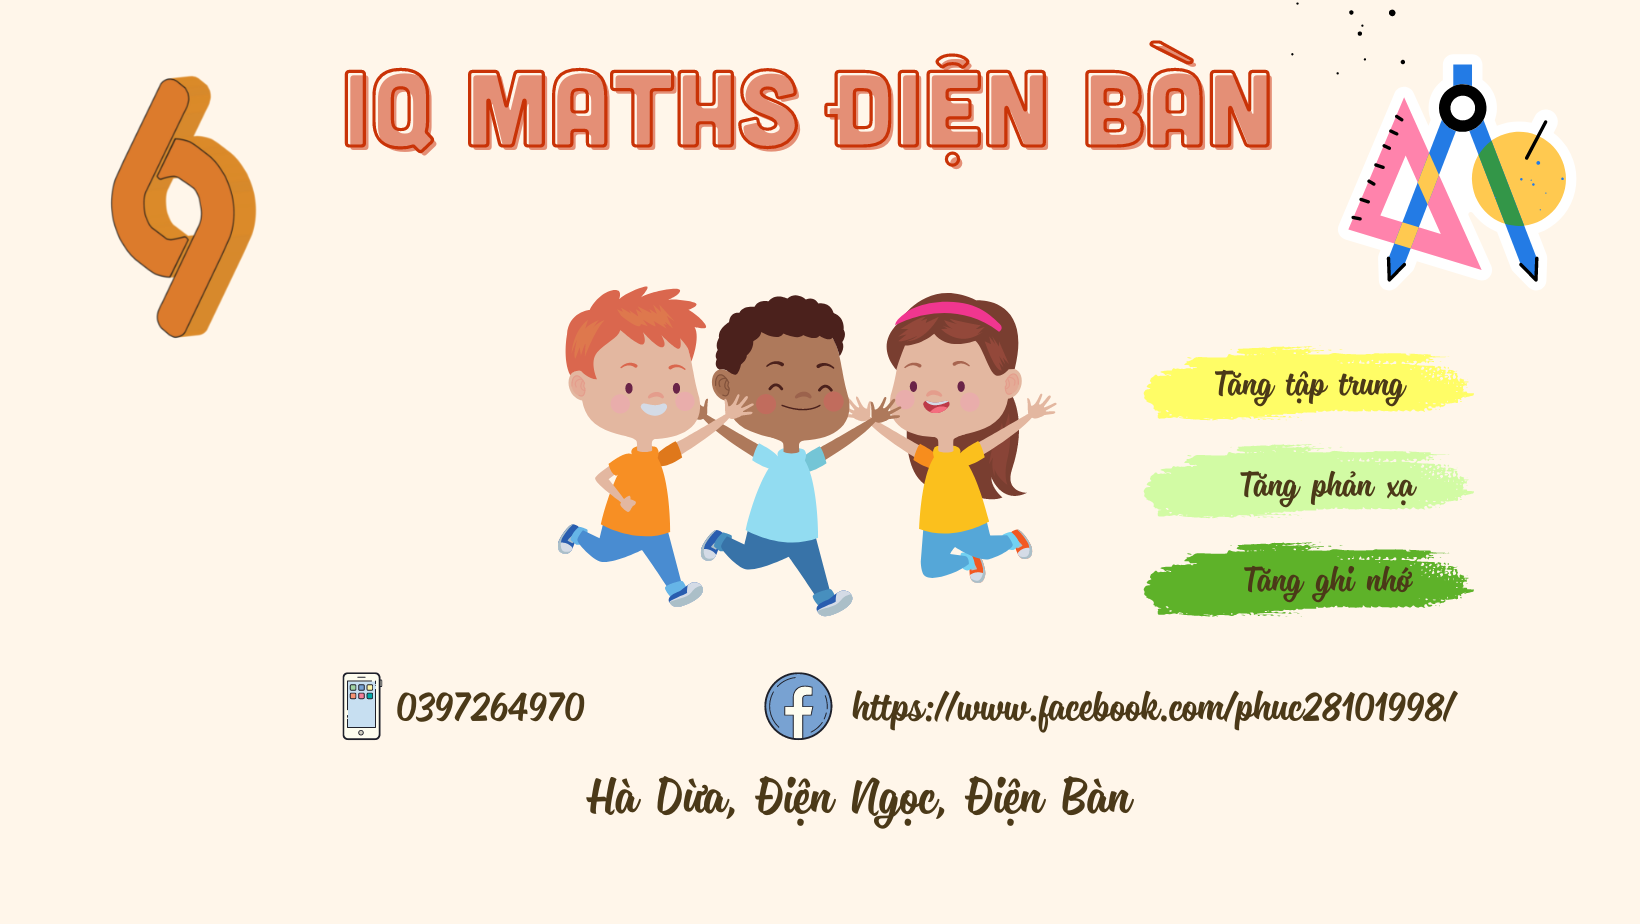 IQ MATHS ĐIỆN BÀN
Tăng tập trung
Tăng phản xạ
Tăng ghi nhớ
0397264970
https://www.facebook.com/phuc28101998/
Hà Dừa, Điện Ngọc, Điện Bàn